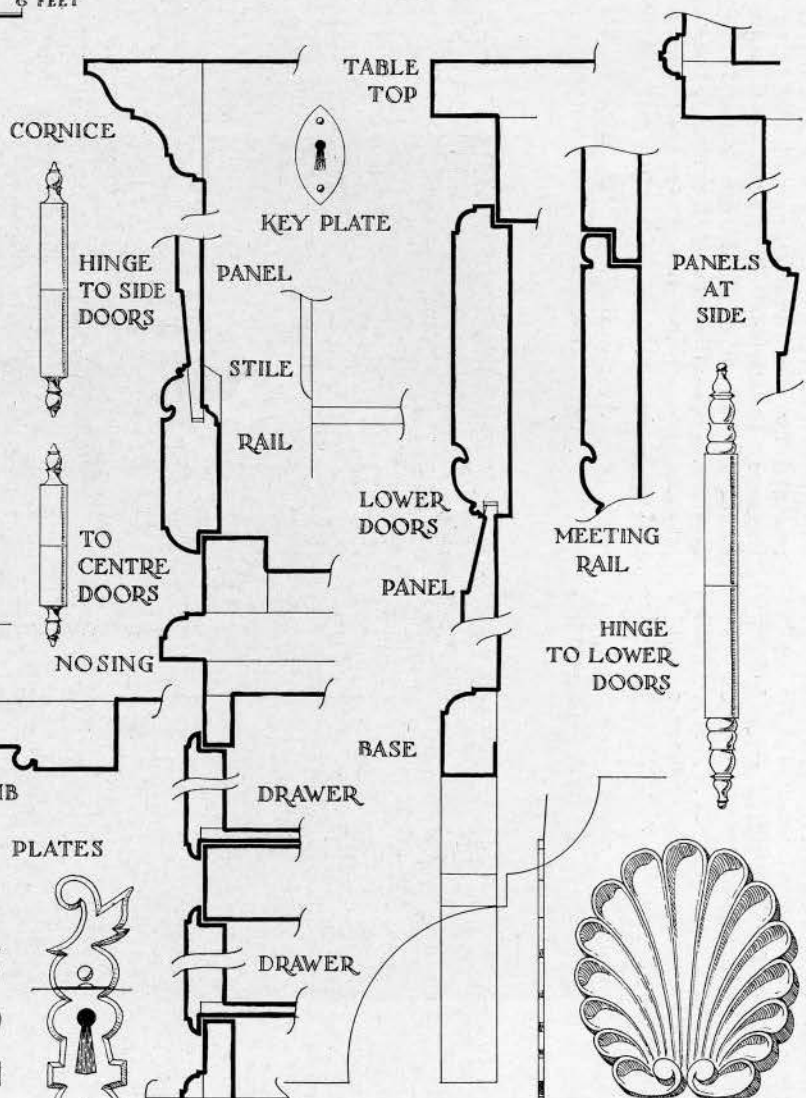 6 FEET
CORNICE
TABLE
TOP
KEY PLATE
HINGE
TO SIDE
DOORS
PANEL
PANELS
AT
SIDE
STILE
RAIL
LOWER
DOORS
MEETING
RAIL
TO
CENTRE
DOORS
PANEL
HINGE
TO LOWER
DOORS
NOSING
BASE
DRAWER
PLATES
DRAWER